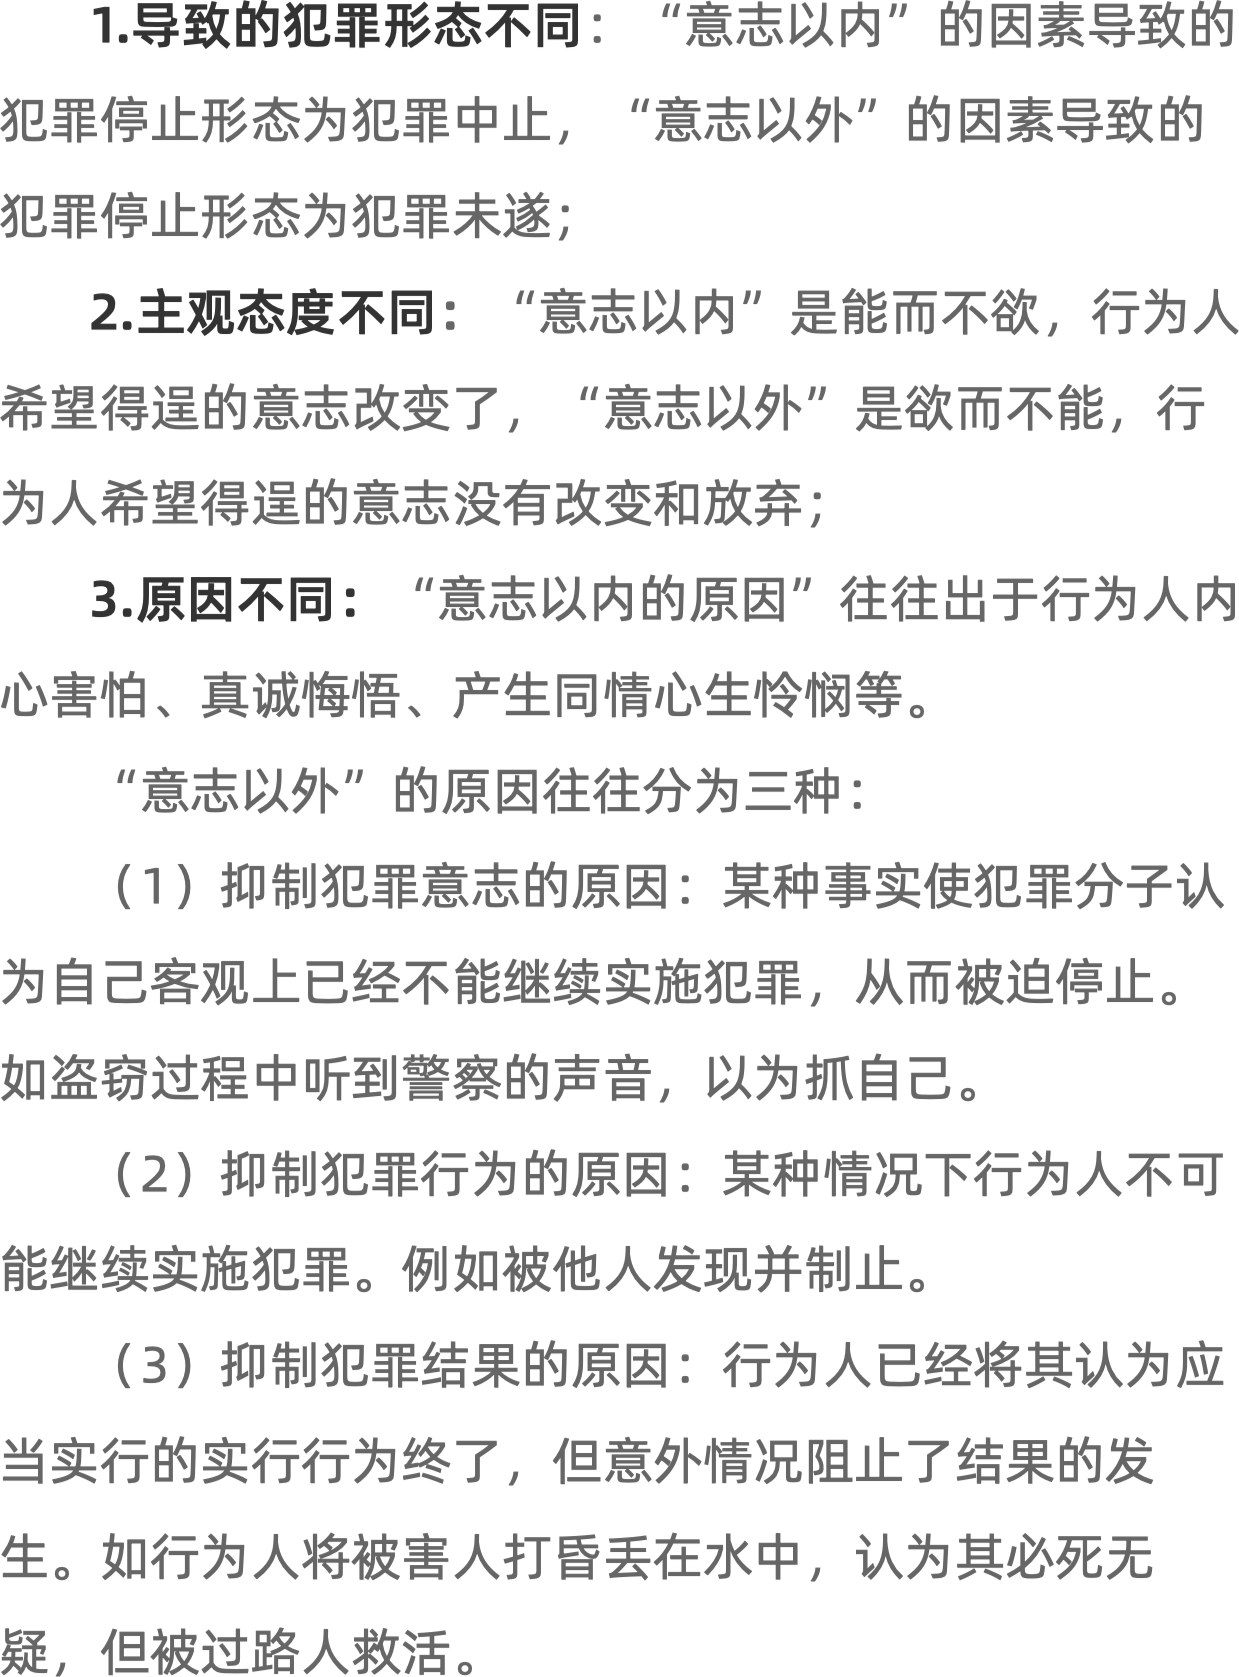 1.导致的犯罪形态不同：“意志以内”的因素导致的
犯罪停止形态为犯罪中止，“意志以外”的因素导致的
犯罪停止形态为犯罪未遂；
2.主观态度不同：“意志以内”是能而不欲，行为人
希望得逞的意志改变了，“意志以外”是欲而不能，行
为人希望得逞的意志没有改变和放弃；
3.原因不同：“意志以内的原因”往往出于行为人内
心害怕、真诚悔悟、产生同情心生怜悯等。
“意志以外”的原因往往分为三种：
（1）抑制犯罪意志的原因：某种事实使犯罪分子认
为自己客观上已经不能继续实施犯罪，从而被迫停止。
如盗窃过程中听到警察的声音，以为抓自己。
（2）抑制犯罪行为的原因：某种情况下行为人不可
能继续实施犯罪。例如被他人发现并制止。
（3）抑制犯罪结果的原因：行为人已经将其认为应
当实行的实行行为终了，但意外情况阻止了结果的发
生。如行为人将被害人打昏丢在水中，认为其必死无
疑，但被过路人救活。